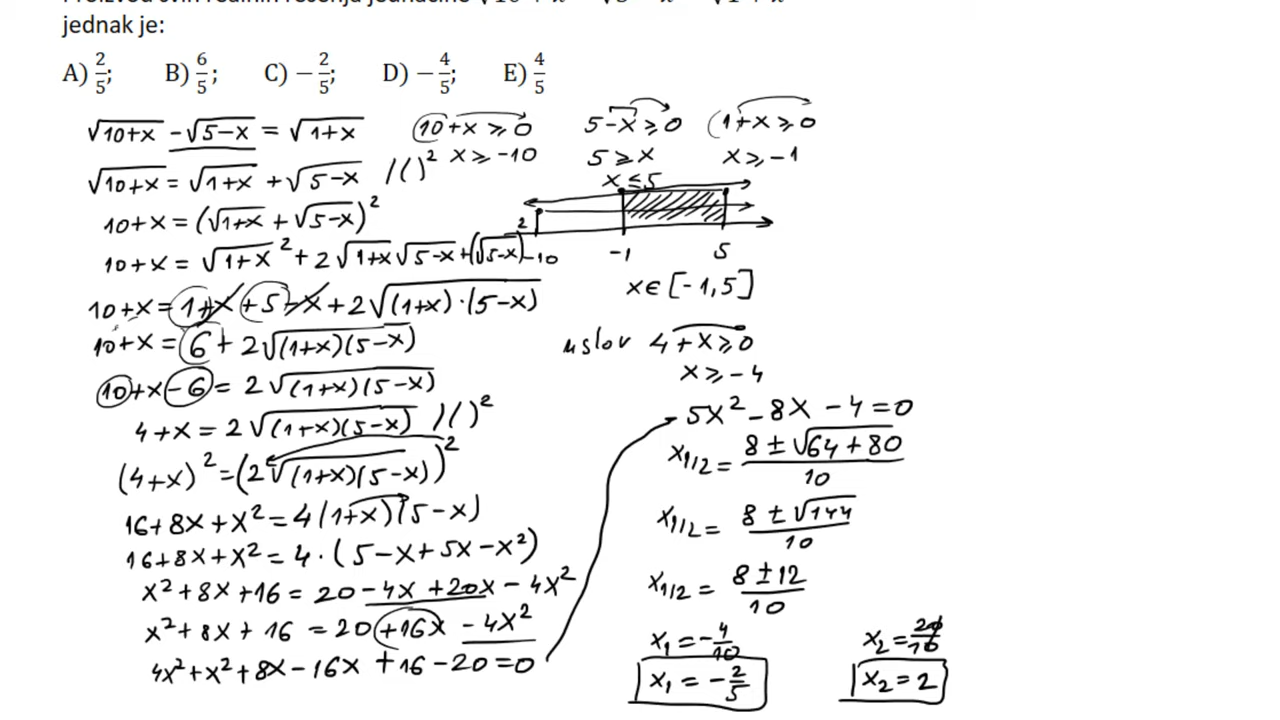 jednak je:
A) 2/5; B) 6/5; C) −2/5; D) −4/5; E) 4/5
√10+x −√5−x = √1+x
√10+x = √1+x + √5−x /( )²
10+x = (√1+x + √5−x)²
10+x = √1+x² + 2√1+x√5−x+(√5−x)²
10+x = 1+x+5−x+2√(1+x)·(5−x)
10+x = 6+2√(1+x)(5−x)
10+x−6 = 2√(1+x)(5−x)
4+x = 2√(1+x)(5−x) /( )²
(4+x)² = (2√(1+x)(5−x))²
16+8x+x² = 4(1+x)(5−x)
16+8x+x² = 4·(5−x+5x−x²)
x²+8x+16 = 20−4x+20x−4x²
x²+8x+16 = 20+16x−4x²
4x²+x²+8x−16x+16−20=0
10+x ≥ 0 5−x ≥ 0 1+x ≥ 0
x ≥ −10 5 ≥ x x ≥ −1
x ≤ 5
−10 −1 5
x∈[−1,5]
uslov 4+x ≥ 0
x ≥ −4
5x²−8x−4=0
x1/2 = 8±√64+80/10
x1/2 = 8±√144/10
x1/2 = 8±12/10
x₁ = −4/10 x₂ = 20/10
x₁ = −2/5 x₂ = 2